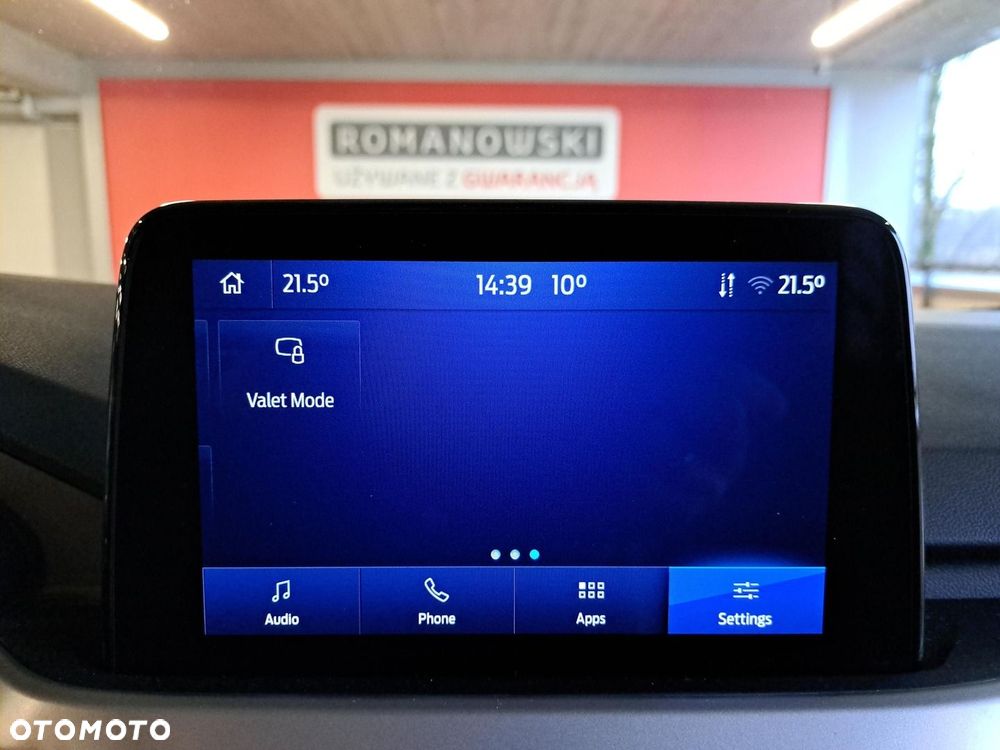 ROMANOWSKI
UŻYWANE Z GWARANCJĄ
21.5° 14:39 10° 21.5°
Valet Mode
Audio Phone Apps Settings
OTOMOTO